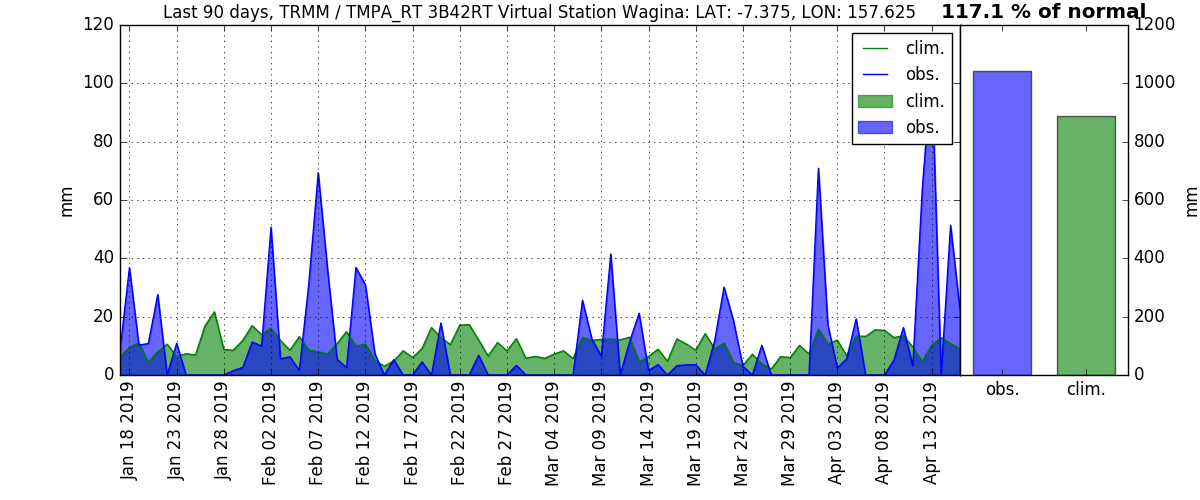 Last 90 days, TRMM / TMPA_RT 3B42RT Virtual Station Wagina: LAT: -7.375, LON: 157.625
117.1 % of normal
120
100
80
60
40
20
0
mm
clim.
obs.
clim.
obs.
1200
1000
800
600
400
200
0
mm
Jan 18 2019
Jan 23 2019
Jan 28 2019
Feb 02 2019
Feb 07 2019
Feb 12 2019
Feb 17 2019
Feb 22 2019
Feb 27 2019
Mar 04 2019
Mar 09 2019
Mar 14 2019
Mar 19 2019
Mar 24 2019
Mar 29 2019
Apr 03 2019
Apr 08 2019
Apr 13 2019
obs.
clim.